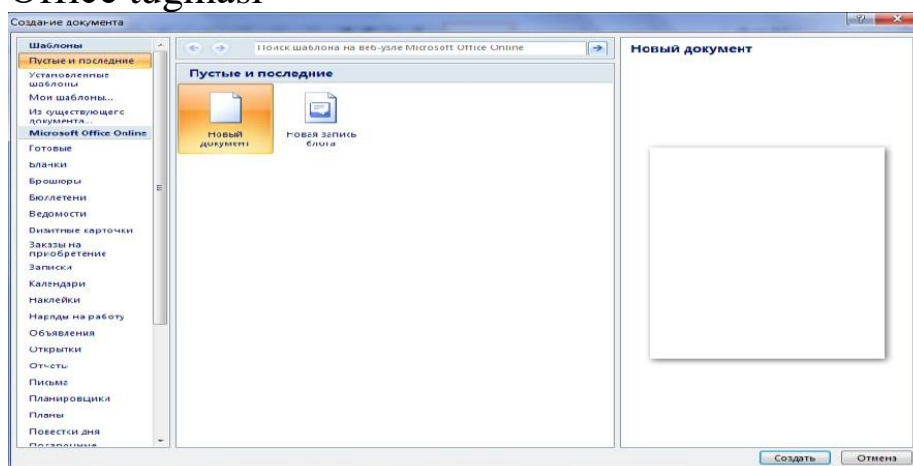 Office tugmasi
Создание документа
Шаблоны
Пустые и последние
Установленные
шаблоны
Мои шаблоны...
Из существующего
документа...
Microsoft Office Online
Готовые
Бланки
Брошюры
Бюллетени
Ведомости
Визитные карточки
Заказы на
приобретение
Записки
Календари
Наклейки
Наряды на работу
Объявления
Открытки
Отчеты
Письма
Планировщики
Планы
Повестки дня
Поиск шаблона на веб-узле Microsoft Office Online
Пустые и последние
Новый
документ
Новая запись
блога
Новый документ
Создать
Отмена